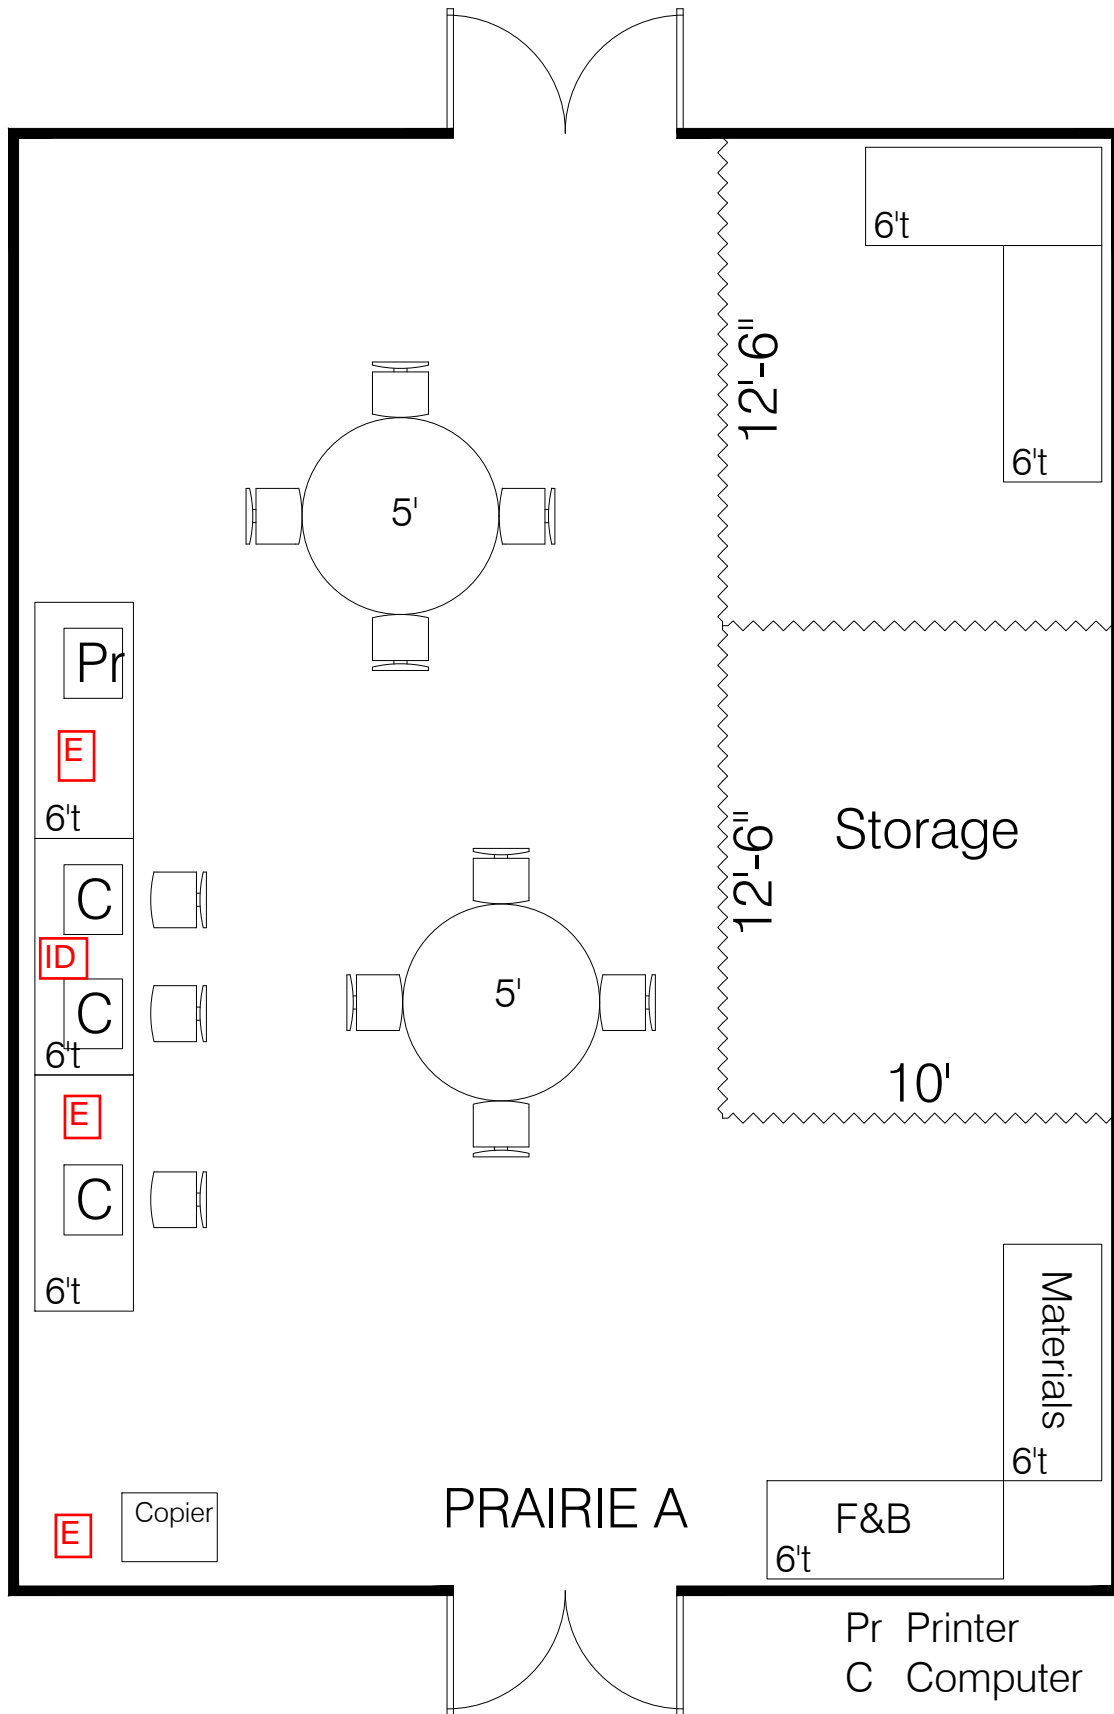 6't
12'-6"
6't
5'
Pr
E
6't
12'-6"
Storage
C
ID
C
6't
5'
10'
E
C
6't
Materials
6't
Copier
PRAIRIE A
F&B
E
6't
Pr Printer
C Computer